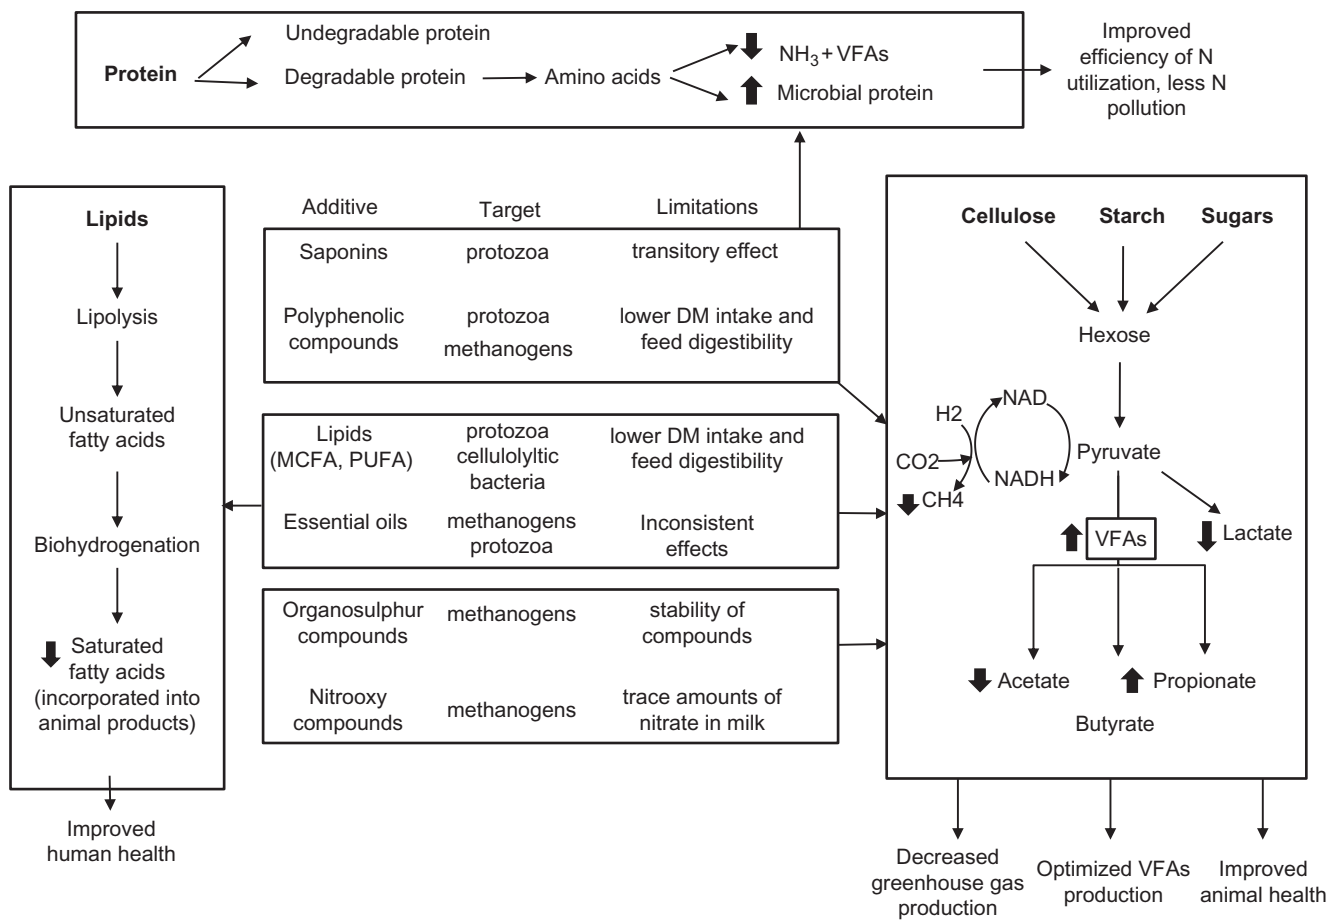 Undegradable protein
Protein
Degradable protein
Amino acids
NH3 + VFAs
Microbial protein
Improved
efficiency of N
utilization, less N
pollution
Lipids
Lipolysis
Unsaturated
fatty acids
Biohydrogenation
Saturated
fatty acids
(incorporated into
animal products)
Improved
human health
Additive
Target
Limitations
Saponins
protozoa
transitory effect
Polyphenolic
compounds
protozoa
methanogens
lower DM intake and
feed digestibility
Lipids
(MCFA, PUFA)
protozoa
cellulolyltic
bacteria
lower DM intake and
feed digestibility
Essential oils
methanogens
protozoa
Inconsistent
effects
Organosulphur
compounds
methanogens
stability of
compounds
Nitrooxy
compounds
methanogens
trace amounts of
nitrate in milk
Cellulose
Starch
Sugars
Hexose
NAD
H2
CO2
NADH
CH4
Pyruvate
VFAs
Lactate
Acetate
Propionate
Butyrate
Decreased
greenhouse gas
production
Optimized VFAs
production
Improved
animal health